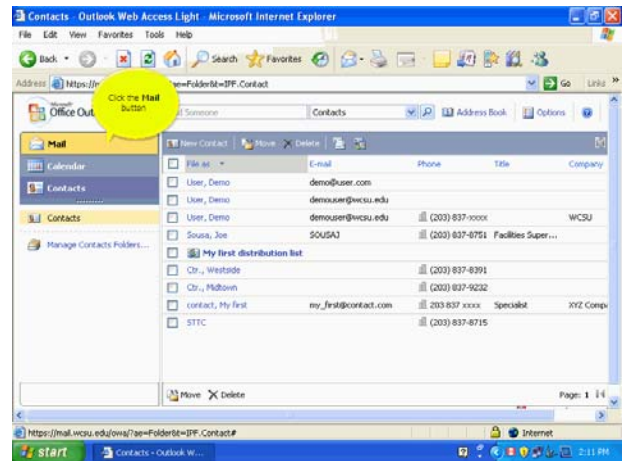 Contacts - Outlook Web Access Light - Microsoft Internet Explorer
File Edit View Favorites Tools Help
Back Search Favorites
Address https://m ae=Folder&t=IPF.Contact Go Links
Click the Mail
button
Microsoft
Office Out Someone Contacts Address Book Options
Mail New Contact Move Delete
Calendar File as E-mail Phone Title Company
Contacts User, Demo demo@user.com
User, Demo demouser@wcsu.edu
Contacts User, Demo demouser@wcsu.edu (203) 837-xxxx WCSU
Sousa, Joe SOUSAJ (203) 837-0751 Facilities Super...
Manage Contacts Folders... My first distribution list
Ctr., Westside (203) 837-8391
Ctr., Midtown (203) 837-9232
contact, My first my_first@contact.com 203 837 xxxx Specialist XYZ Compa
STTC (203) 837-8715
Move Delete Page: 1
https://mail.wcsu.edu/owa/?ae=Folder&t=IPF.Contact# Internet
start Contacts - Outlook W... 2:11 PM